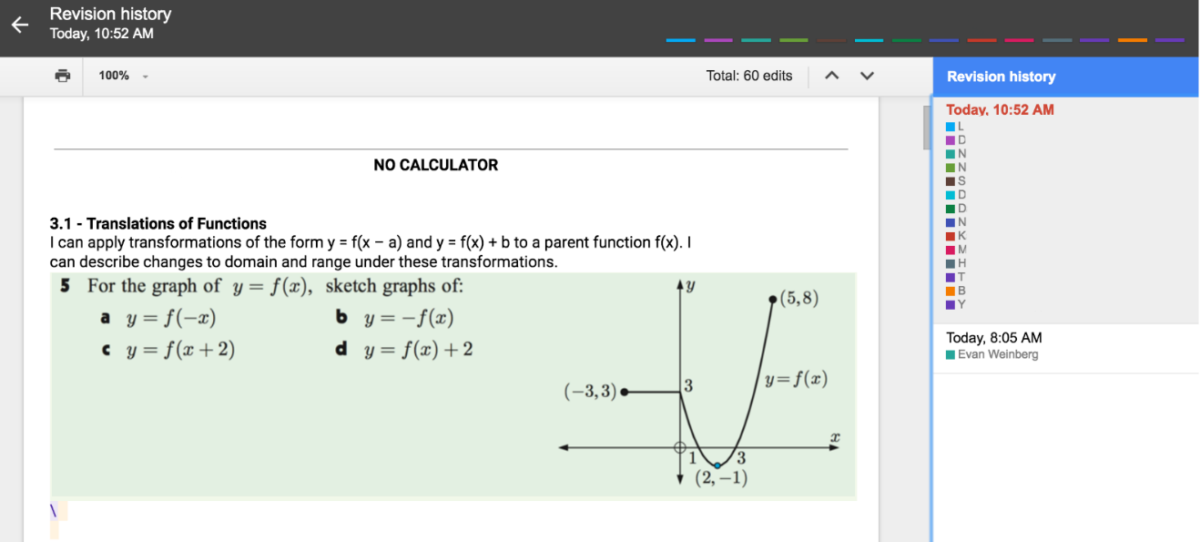 Revision history
Today, 10:52 AM
100%
Total: 60 edits
NO CALCULATOR
3.1 - Translations of Functions
I can apply transformations of the form y = f(x − a) and y = f(x) + b to a parent function f(x). I
can describe changes to domain and range under these transformations.
5 For the graph of y = f(x), sketch graphs of:
a y = f(−x) b y = −f(x)
c y = f(x + 2) d y = f(x) + 2
y
(5,8)
(−3,3)
3
y=f(x)
x
1
3
(2,−1)
\
Revision history
Today, 10:52 AM
L
D
N
N
S
D
D
N
K
M
H
T
B
Y
Today, 8:05 AM
Evan Weinberg